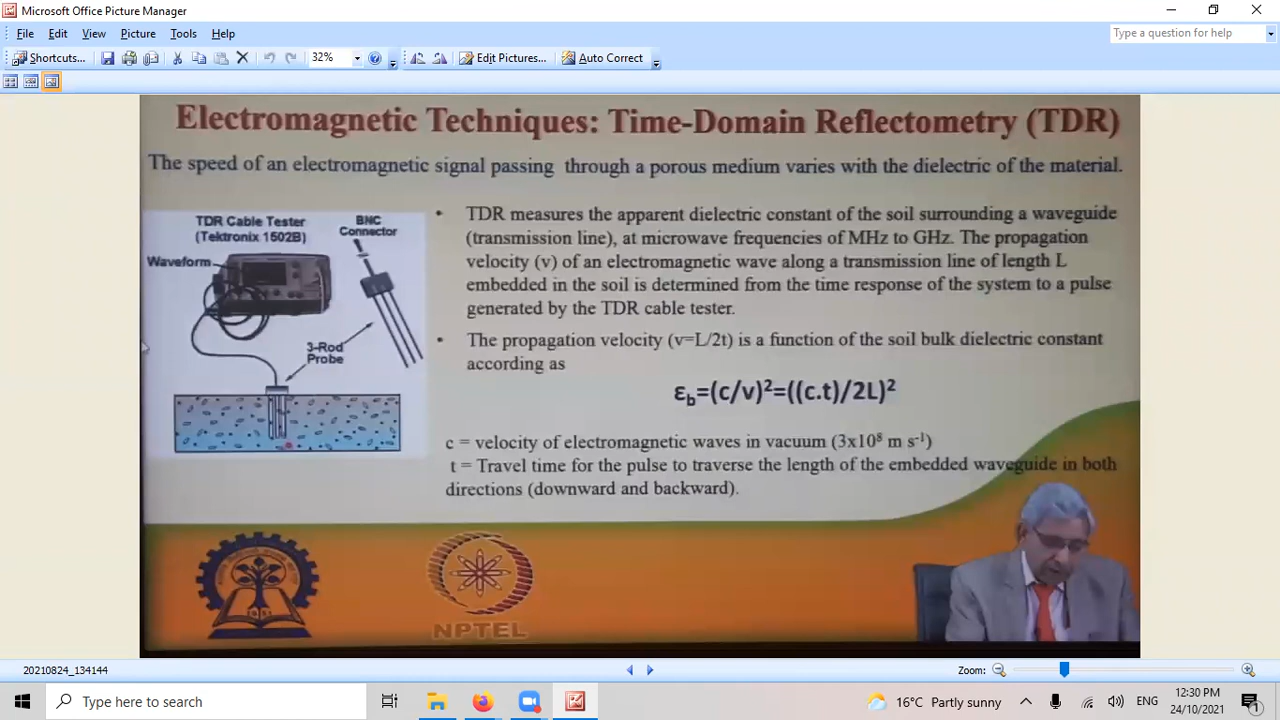 Microsoft Office Picture Manager
File Edit View Picture Tools Help
Type a question for help
Shortcuts... 32% Edit Pictures... Auto Correct
Electromagnetic Techniques: Time-Domain Reflectometry (TDR)
The speed of an electromagnetic signal passing through a porous medium varies with the dielectric of the material.
TDR Cable Tester
(Tektronix 1502B)
BNC
Connector
Waveform
3-Rod
Probe
• TDR measures the apparent dielectric constant of the soil surrounding a waveguide
(transmission line), at microwave frequencies of MHz to GHz. The propagation
velocity (v) of an electromagnetic wave along a transmission line of length L
embedded in the soil is determined from the time response of the system to a pulse
generated by the TDR cable tester.
• The propagation velocity (v=L/2t) is a function of the soil bulk dielectric constant
according as
εb=(c/v)²=((c.t)/2L)²
c = velocity of electromagnetic waves in vacuum (3x10⁸ m s⁻¹)
t = Travel time for the pulse to traverse the length of the embedded waveguide in both
directions (downward and backward).
NPTEL
20210824_134144
Zoom:
Type here to search
16°C Partly sunny
ENG
12:30 PM
24/10/2021
1